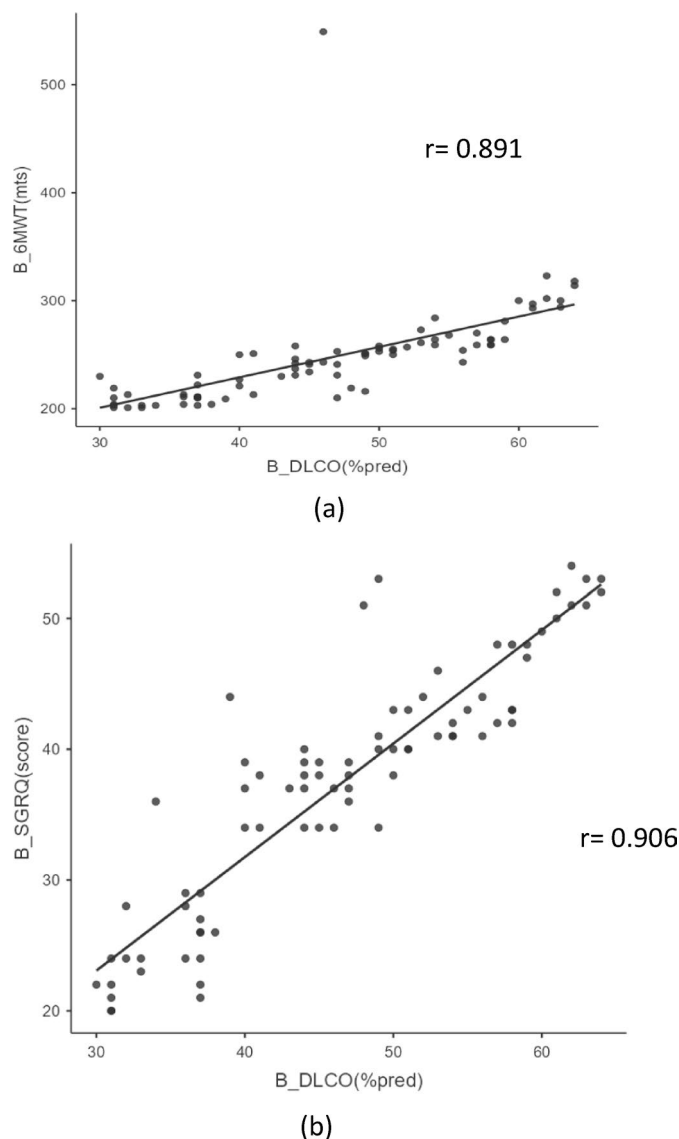 500
400
300
200
B_6MWT(mts)
r= 0.891
30 40 50 60
B_DLCO(%pred)
(a)
50
40
30
20
B_SGRQ(score)
r= 0.906
30 40 50 60
B_DLCO(%pred)
(b)